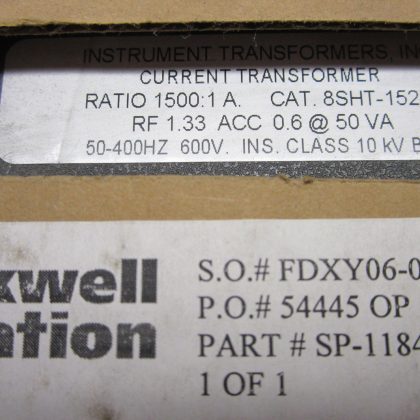 INSTRUMENT TRANSFORMERS, IN
CURRENT TRANSFORMER
RATIO 1500:1 A. CAT. 8SHT-152
RF 1.33 ACC 0.6 @ 50 VA
50-400HZ 600V. INS. CLASS 10 kV B
kwell
ation
S.O.# FDXY06-0
P.O.# 54445 OP
PART # SP-1184
1 OF 1